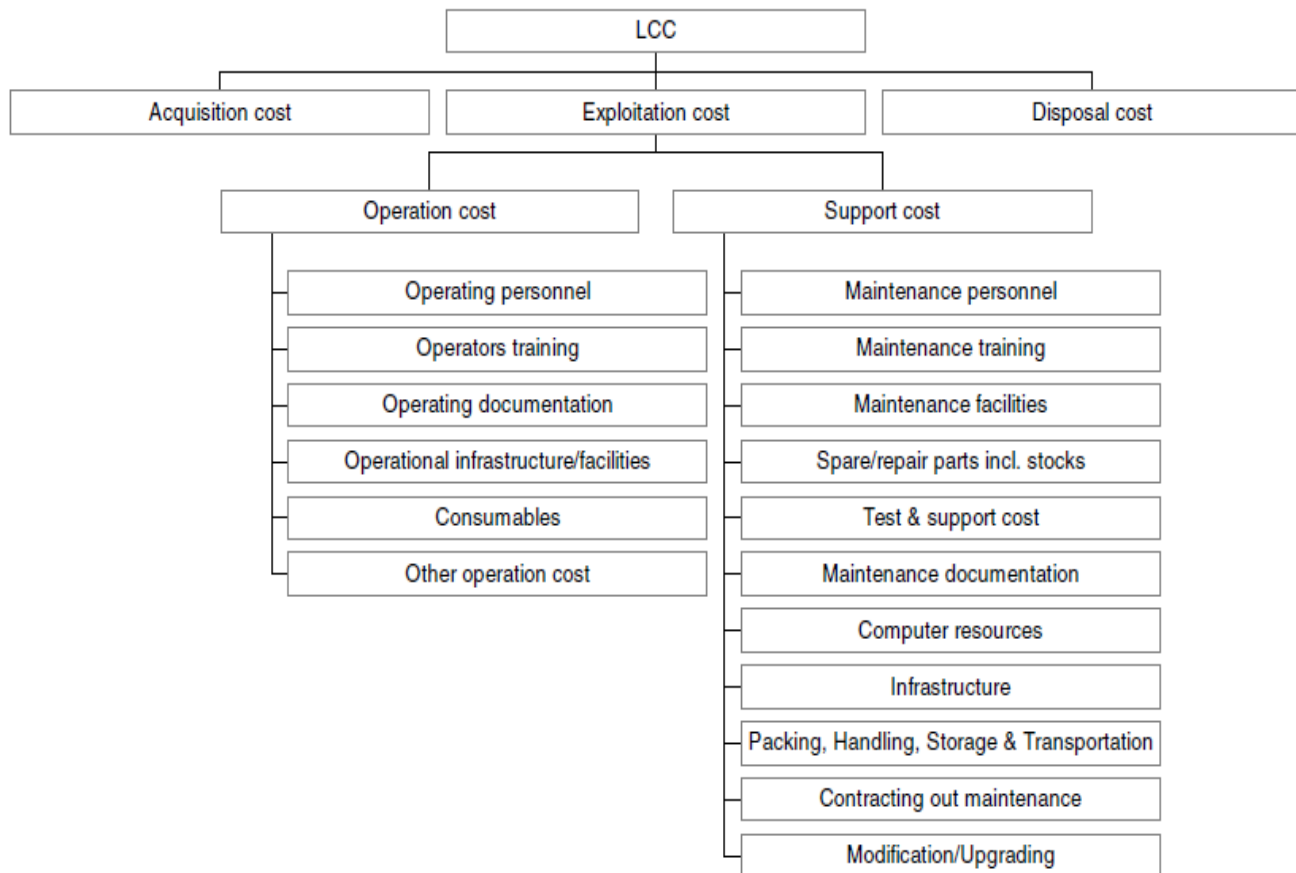 LCC
Acquisition cost
Exploitation cost
Disposal cost
Operation cost
Support cost
Operating personnel
Operators training
Operating documentation
Operational infrastructure/facilities
Consumables
Other operation cost
Maintenance personnel
Maintenance training
Maintenance facilities
Spare/repair parts incl. stocks
Test & support cost
Maintenance documentation
Computer resources
Infrastructure
Packing, Handling, Storage & Transportation
Contracting out maintenance
Modification/Upgrading